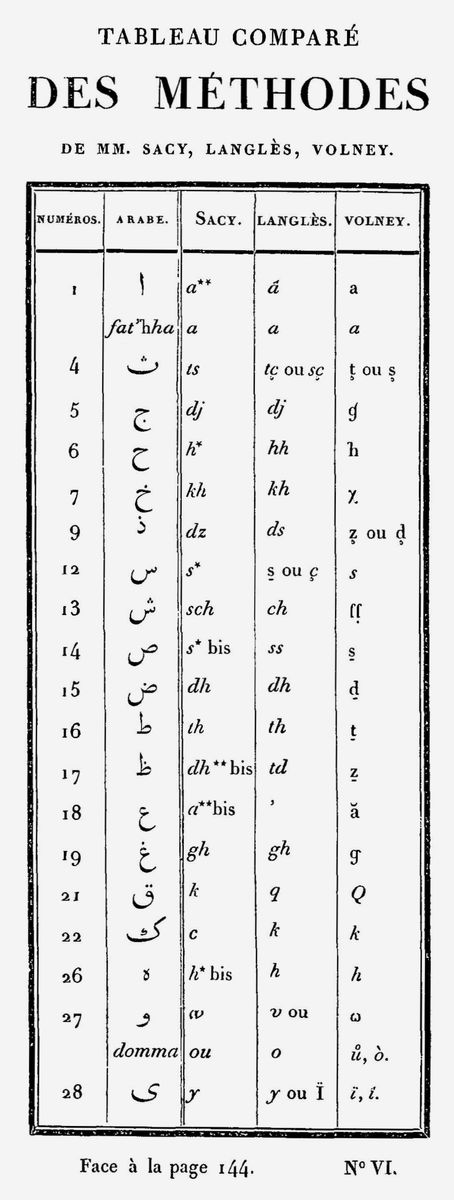 TABLEAU COMPARÉ
DES MÉTHODES
DE MM. SACY, LANGLÈS, VOLNEY.
NUMÉROS. ARABE. SACY. LANGLÈS. VOLNEY.
1 ا a** á a
fat’hha a a a
4 ث ts tç ou sç ţ ou ş
5 ج dj dj
6 ح h* hh ħ
7 خ kh kh χ
9 ذ dz ds z̧ ou ḑ
12 س s* s̱ ou ç s
13 ش sch ch
14 ص s* bis ss s̱
15 ض dh dh ḏ
16 ط th th ṯ
17 ظ dh** bis td ẕ
18 ع a**bis ʼ ă
19 غ gh gh
21 ق k q Q
22 ك c k k
26 ه h* bis h h
27 و w v ou ω
domma ou o ů, ò.
28 ى y y ou Ï ï, í.
Face à la page 144. Nº VI.